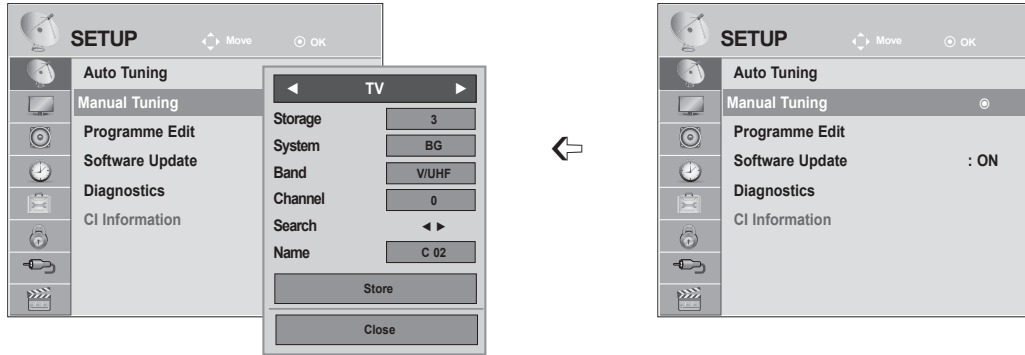 SETUP Move OK
Auto Tuning
Manual Tuning
Programme Edit
Software Update
Diagnostics
CI Information
◄ TV ►
Storage 3
System BG
Band V/UHF
Channel 0
Search ◄ ►
Name C 02
Store
Close
SETUP Move OK
Auto Tuning
Manual Tuning
Programme Edit
Software Update : ON
Diagnostics
CI Information